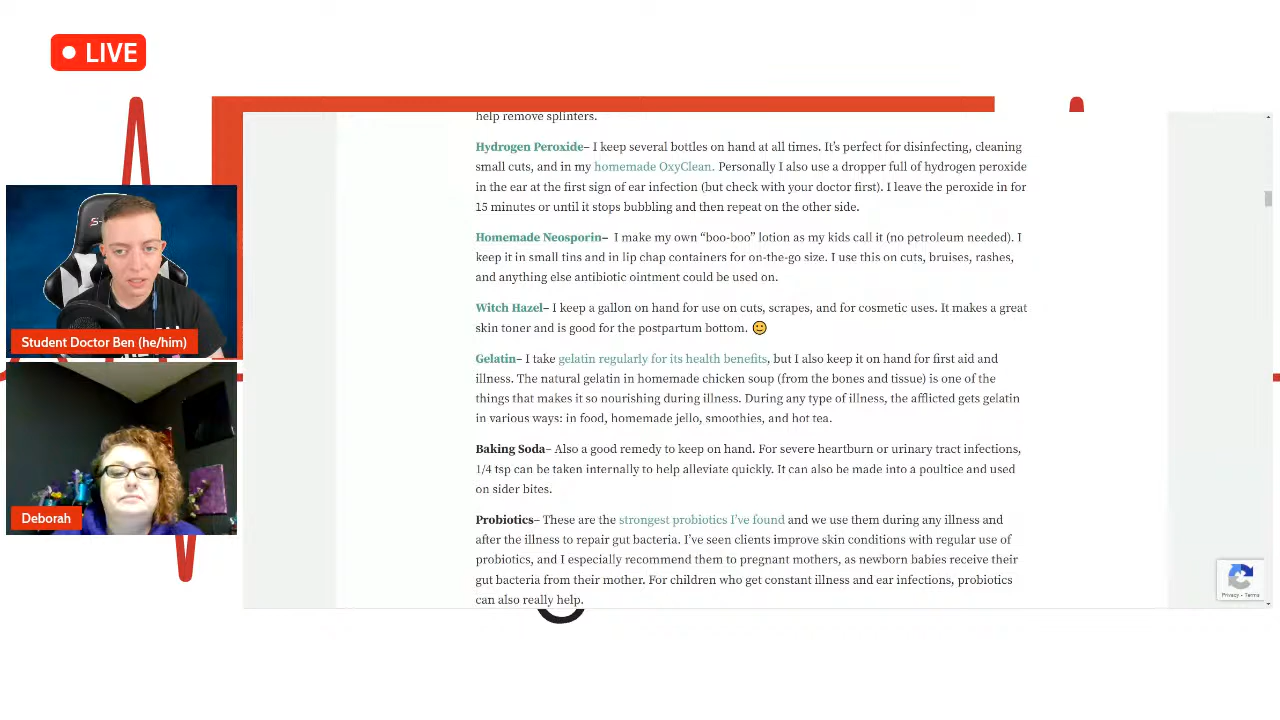 LIVE
help remove splinters.
Hydrogen Peroxide– I keep several bottles on hand at all times. It's perfect for disinfecting, cleaning
small cuts, and in my homemade OxyClean. Personally I also use a dropper full of hydrogen peroxide
in the ear at the first sign of ear infection (but check with your doctor first). I leave the peroxide in for
15 minutes or until it stops bubbling and then repeat on the other side.
Homemade Neosporin– I make my own “boo-boo” lotion as my kids call it (no petroleum needed). I
keep it in small tins and in lip chap containers for on-the-go size. I use this on cuts, bruises, rashes,
and anything else antibiotic ointment could be used on.
Witch Hazel– I keep a gallon on hand for use on cuts, scrapes, and for cosmetic uses. It makes a great
skin toner and is good for the postpartum bottom. 🙂
Gelatin– I take gelatin regularly for its health benefits, but I also keep it on hand for first aid and
illness. The natural gelatin in homemade chicken soup (from the bones and tissue) is one of the
things that makes it so nourishing during illness. During any type of illness, the afflicted gets gelatin
in various ways: in food, homemade jello, smoothies, and hot tea.
Baking Soda– Also a good remedy to keep on hand. For severe heartburn or urinary tract infections,
1/4 tsp can be taken internally to help alleviate quickly. It can also be made into a poultice and used
on sider bites.
Probiotics– These are the strongest probiotics I've found and we use them during any illness and
after the illness to repair gut bacteria. I've seen clients improve skin conditions with regular use of
probiotics, and I especially recommend them to pregnant mothers, as newborn babies receive their
gut bacteria from their mother. For children who get constant illness and ear infections, probiotics
can also really help.
Student Doctor Ben (he/him)
Deborah
Privacy - Terms